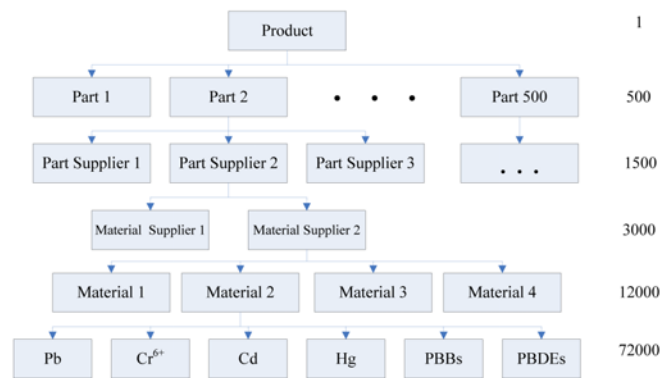 Product 1
Part 1 Part 2 • • • Part 500 500
Part Supplier 1 Part Supplier 2 Part Supplier 3 • • • 1500
Material Supplier 1 Material Supplier 2 3000
Material 1 Material 2 Material 3 Material 4 12000
Pb Cr⁶⁺ Cd Hg PBBs PBDEs 72000